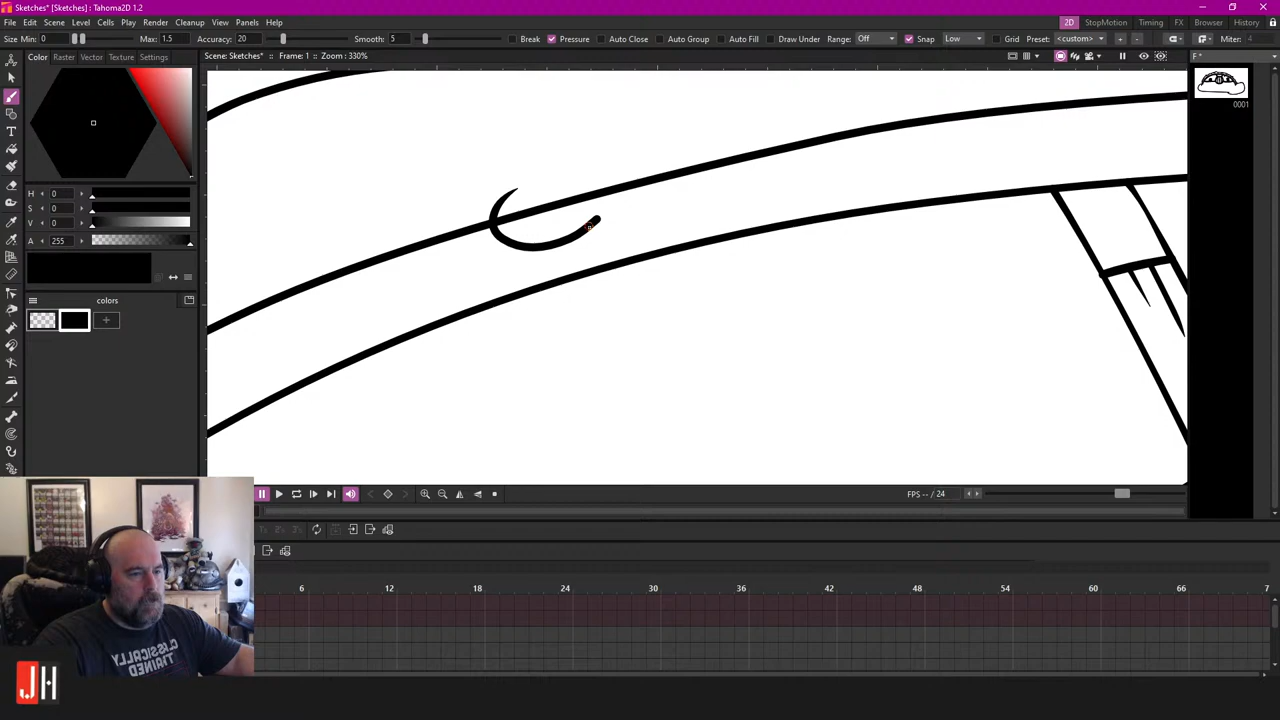 Sketches* [Sketches] : Tahoma2D 1.2
File Edit Scene Level Cells Play Render Cleanup View Panels Help
2D StopMotion Timing FX Browser History
Size Min: 0 Max: 1.5 Accuracy: 20 Smooth: 5 Break Pressure Auto Close Auto Group Auto Fill Draw Under Range: Off Snap Low Grid Preset: <custom> + - Miter: 4
Color Raster Vector Texture Settings
Scene: Sketches* : Frame: 1 : Zoom : 330%
F*
0001
H 0
S 0
V 0
A 255
colors
FPS -- / 24
6 12 18 24 30 36 42 48 54 60 66 7
CLASSICALLY
TRAINED
JH